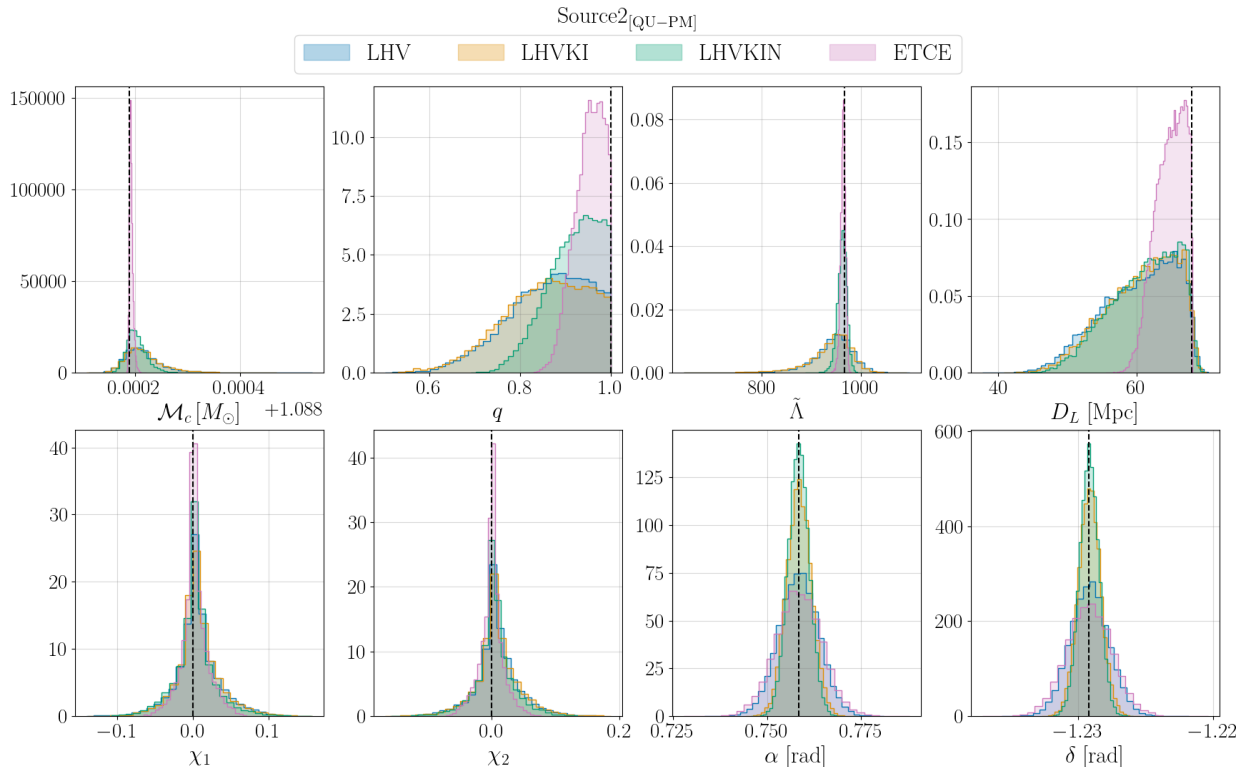 Source2[QU−PM]
LHV LHVKI LHVKIN ETCE
150000 100000 50000 0
0.0002 0.0004
ℳc [M⊙] +1.088
10.0 7.5 5.0 2.5 0.0
0.6 0.8 1.0
q
0.08 0.06 0.04 0.02 0.00
800 1000
Λ̃
0.15 0.10 0.05 0.00
40 60
D_L [Mpc]
40 30 20 10 0
−0.1 0.0 0.1
χ1
40 30 20 10 0
0.0 0.2
χ2
125 100 75 50 25 0
0.725 0.750 0.775
α [rad]
600 400 200 0
−1.23 −1.22
δ [rad]